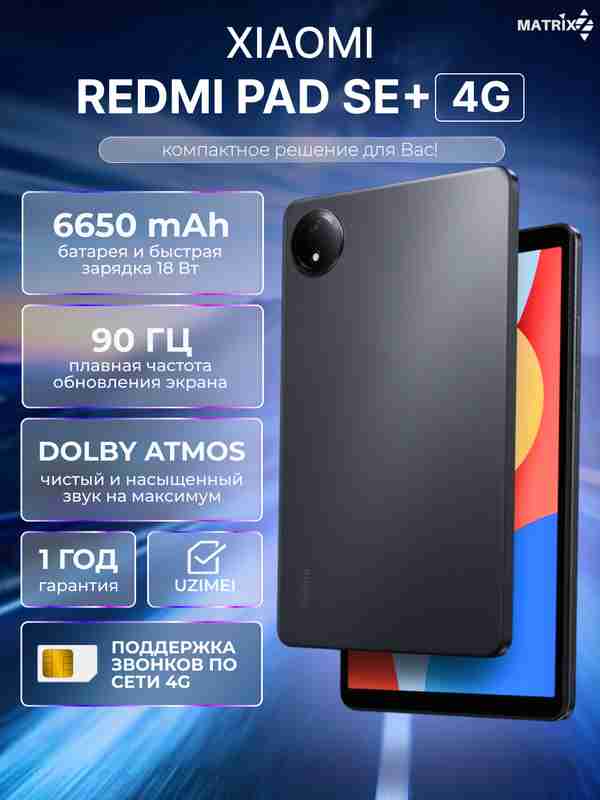 MATRIX
XIAOMI
REDMI PAD SE+ 4G
компактное решение для Вас!
6650 mAh
батарея и быстрая
зарядка 18 Вт
90 ГЦ
плавная частота
обновления экрана
DOLBY ATMOS
чистый и насыщенный
звук на максимум
1 ГОД
гарантия
UZIMEI
ПОДДЕРЖКА
ЗВОНКОВ ПО
СЕТИ 4G